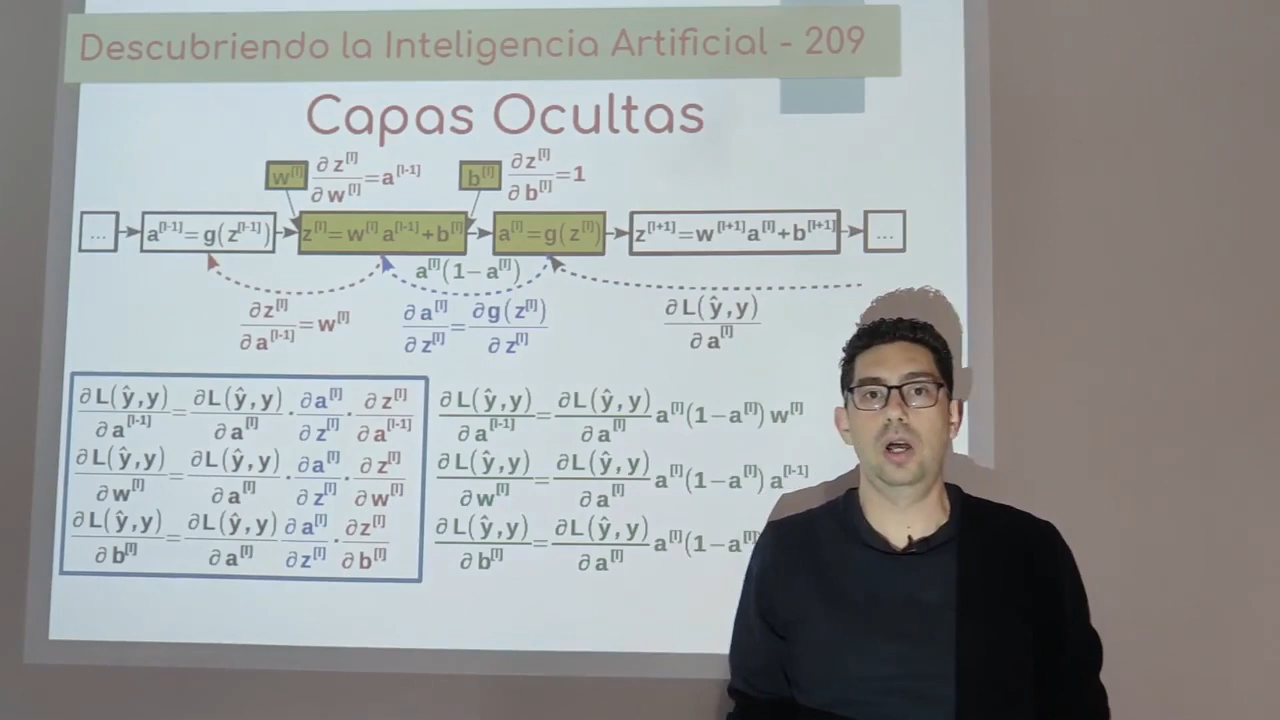 Descubriendo la Inteligencia Artificial - 209
Capas Ocultas
w[l] ∂z[l]/∂w[l]=a[l-1] b[l] ∂z[l]/∂b[l]=1
... a[l-1]=g(z[l-1]) z[l]=w[l]a[l-1]+b[l] a[l]=g(z[l]) z[l+1]=w[l+1]a[l]+b[l+1] ...
a[l](1-a[l])
∂z[l]/∂a[l-1]=w[l] ∂a[l]/∂z[l]=∂g(z[l])/∂z[l] ∂L(ŷ,y)/∂a[l]
∂L(ŷ,y)/∂a[l-1]=∂L(ŷ,y)/∂a[l]·∂a[l]/∂z[l]·∂z[l]/∂a[l-1] ∂L(ŷ,y)/∂a[l-1]=∂L(ŷ,y)/∂a[l] a[l](1-a[l])w[l]
∂L(ŷ,y)/∂w[l]=∂L(ŷ,y)/∂a[l]·∂a[l]/∂z[l]·∂z[l]/∂w[l] ∂L(ŷ,y)/∂w[l]=∂L(ŷ,y)/∂a[l] a[l](1-a[l])a[l-1]
∂L(ŷ,y)/∂b[l]=∂L(ŷ,y)/∂a[l] ∂a[l]/∂z[l]·∂z[l]/∂b[l] ∂L(ŷ,y)/∂b[l]=∂L(ŷ,y)/∂a[l] a[l](1-a[l]